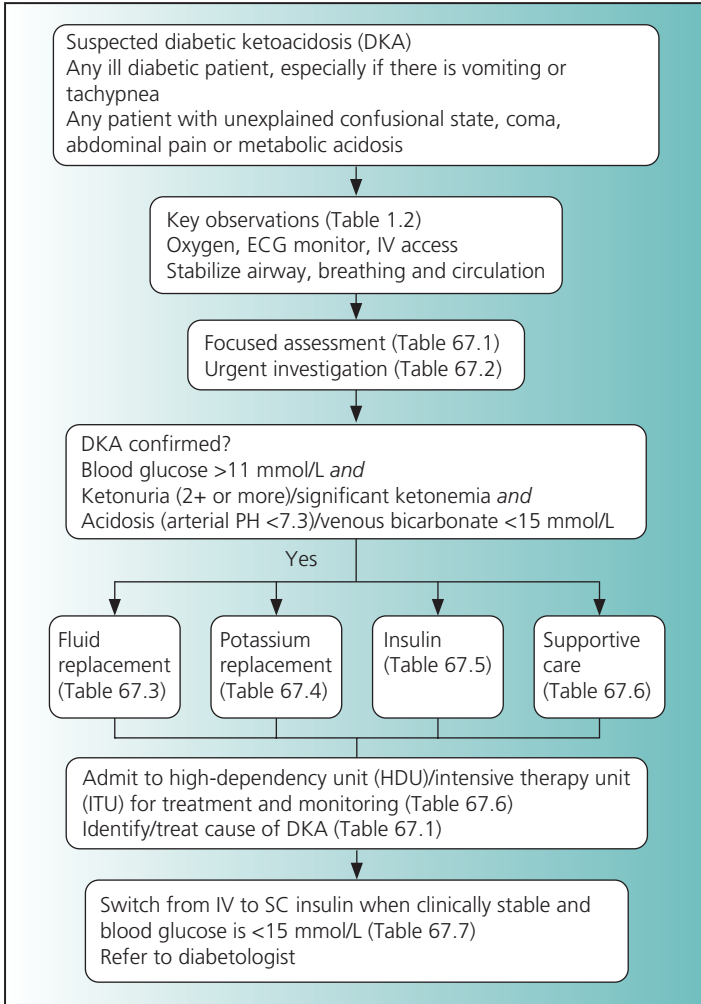 Suspected diabetic ketoacidosis (DKA)
Any ill diabetic patient, especially if there is vomiting or
tachypnea
Any patient with unexplained confusional state, coma,
abdominal pain or metabolic acidosis
Key observations (Table 1.2)
Oxygen, ECG monitor, IV access
Stabilize airway, breathing and circulation
Focused assessment (Table 67.1)
Urgent investigation (Table 67.2)
DKA confirmed?
Blood glucose >11 mmol/L and
Ketonuria (2+ or more)/significant ketonemia and
Acidosis (arterial PH <7.3)/venous bicarbonate <15 mmol/L
Yes
Fluid
replacement
(Table 67.3)
Potassium
replacement
(Table 67.4)
Insulin
(Table 67.5)
Supportive
care
(Table 67.6)
Admit to high-dependency unit (HDU)/intensive therapy unit
(ITU) for treatment and monitoring (Table 67.6)
Identify/treat cause of DKA (Table 67.1)
Switch from IV to SC insulin when clinically stable and
blood glucose is <15 mmol/L (Table 67.7)
Refer to diabetologist